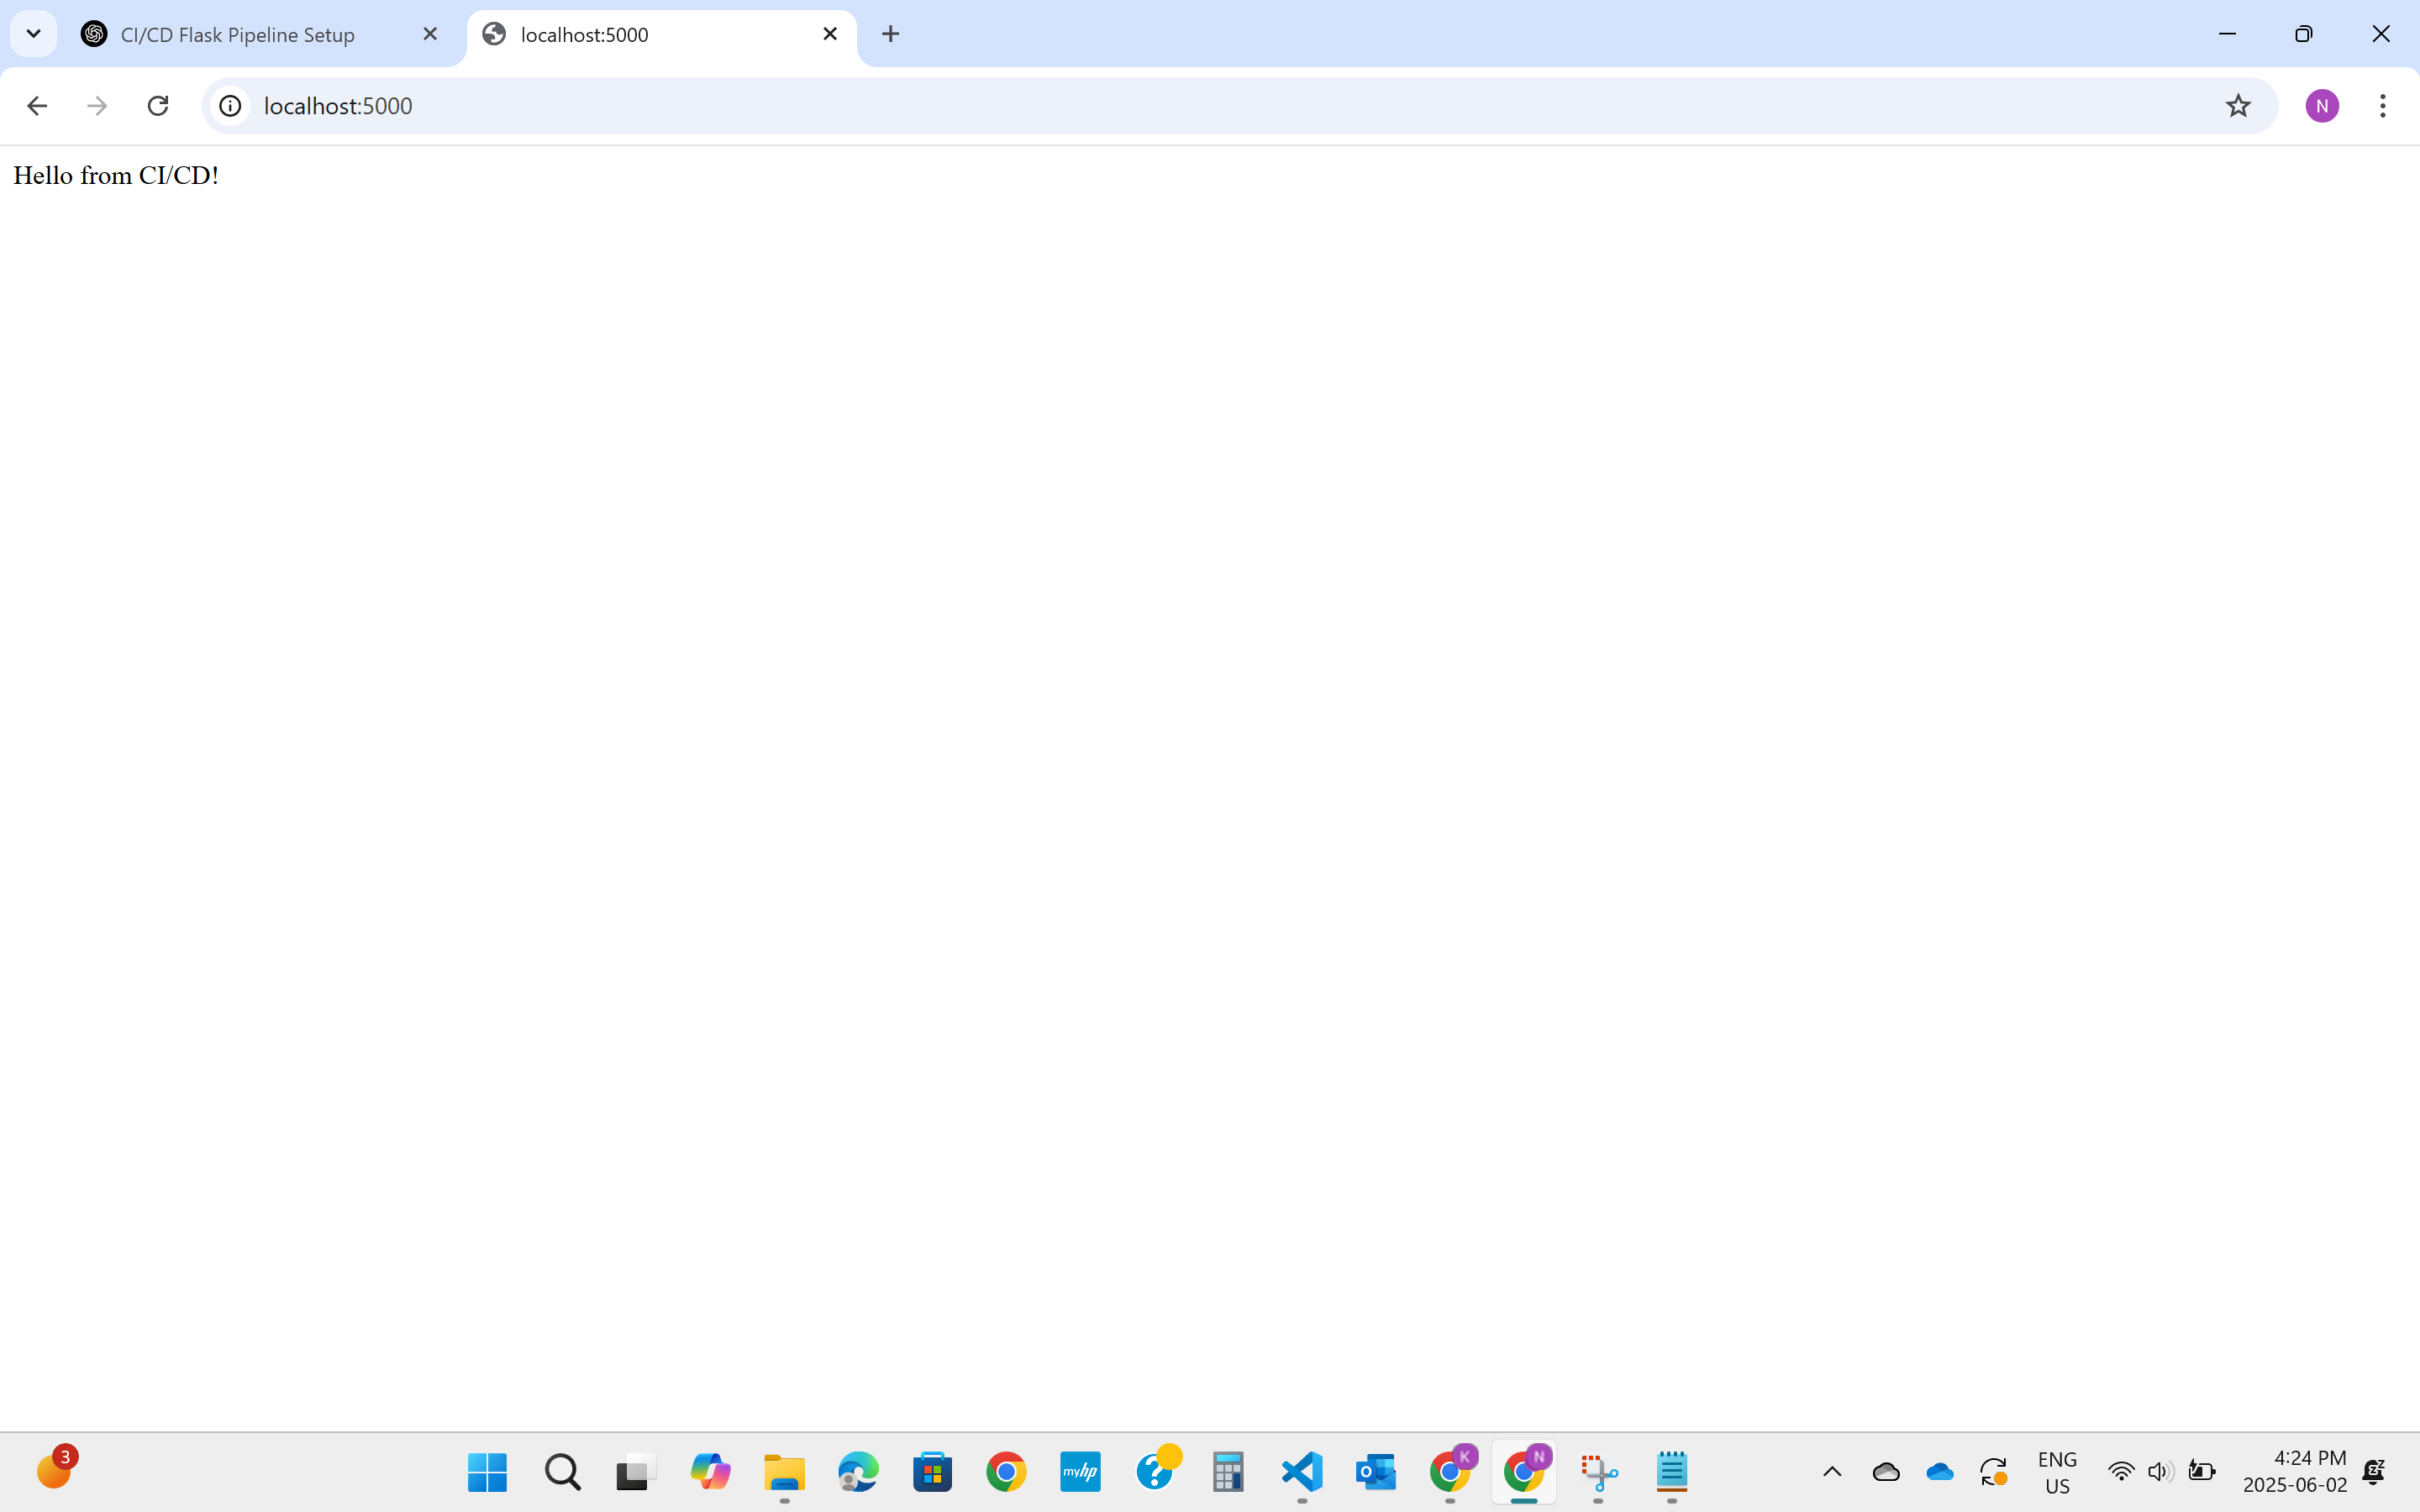 CI/CD Flask Pipeline Setup
localhost:5000
localhost:5000
N
Hello from CI/CD!
3
myhp
O
K
N
ENG
US
4:24 PM
2025-06-02